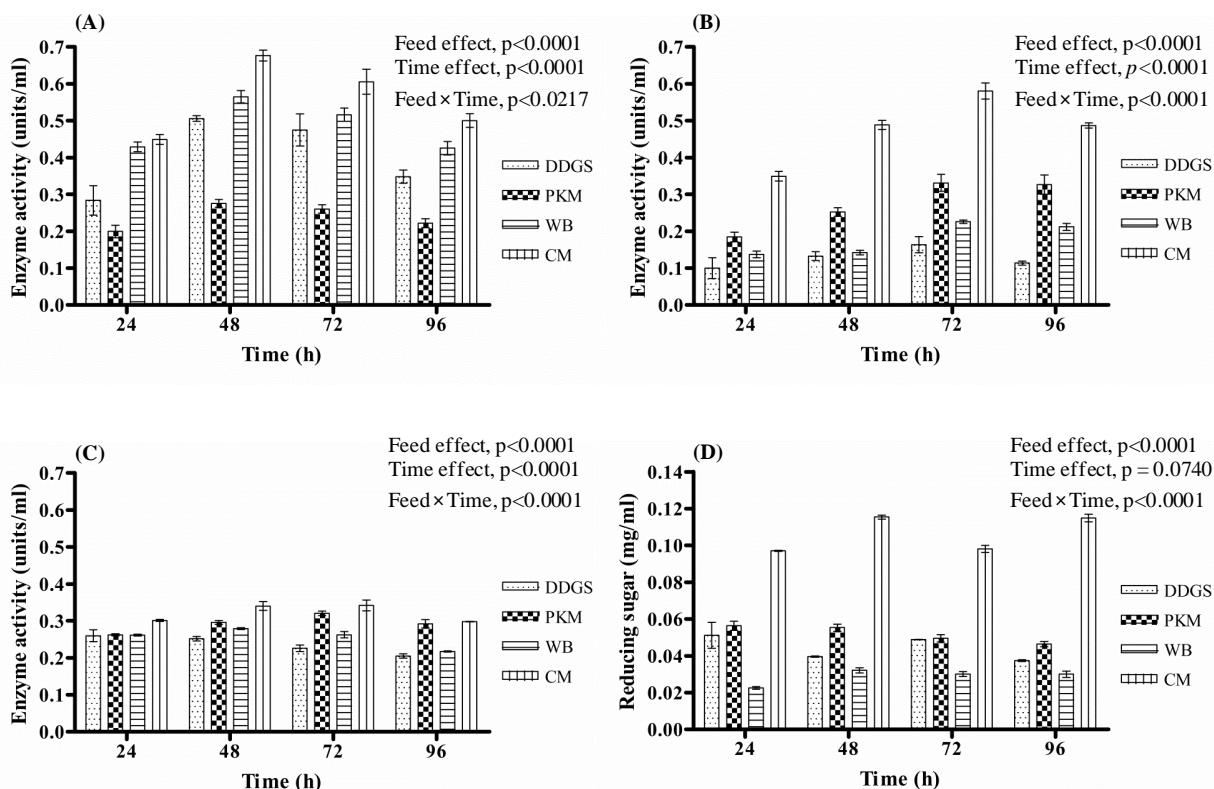 (A)
Feed effect, p<0.0001
Time effect, p<0.0001
Feed×Time, p<0.0217
Enzyme activity (units/ml)
0.7
0.6
0.5
0.4
0.3
0.2
0.1
0.0
24 48 72 96
Time (h)
DDGS
PKM
WB
CM
(B)
Feed effect, p<0.0001
Time effect, p<0.0001
Feed×Time, p<0.0001
Enzyme activity (units/ml)
0.7
0.6
0.5
0.4
0.3
0.2
0.1
0.0
24 48 72 96
Time (h)
DDGS
PKM
WB
CM
(C)
Feed effect, p<0.0001
Time effect, p<0.0001
Feed×Time, p<0.0001
Enzyme activity (units/ml)
0.7
0.6
0.5
0.4
0.3
0.2
0.1
0.0
24 48 72 96
Time (h)
DDGS
PKM
WB
CM
(D)
Feed effect, p<0.0001
Time effect, p = 0.0740
Feed×Time, p<0.0001
Reducing sugar (mg/ml)
0.14
0.12
0.10
0.08
0.06
0.04
0.02
0.00
24 48 72 96
Time (h)
DDGS
PKM
WB
CM